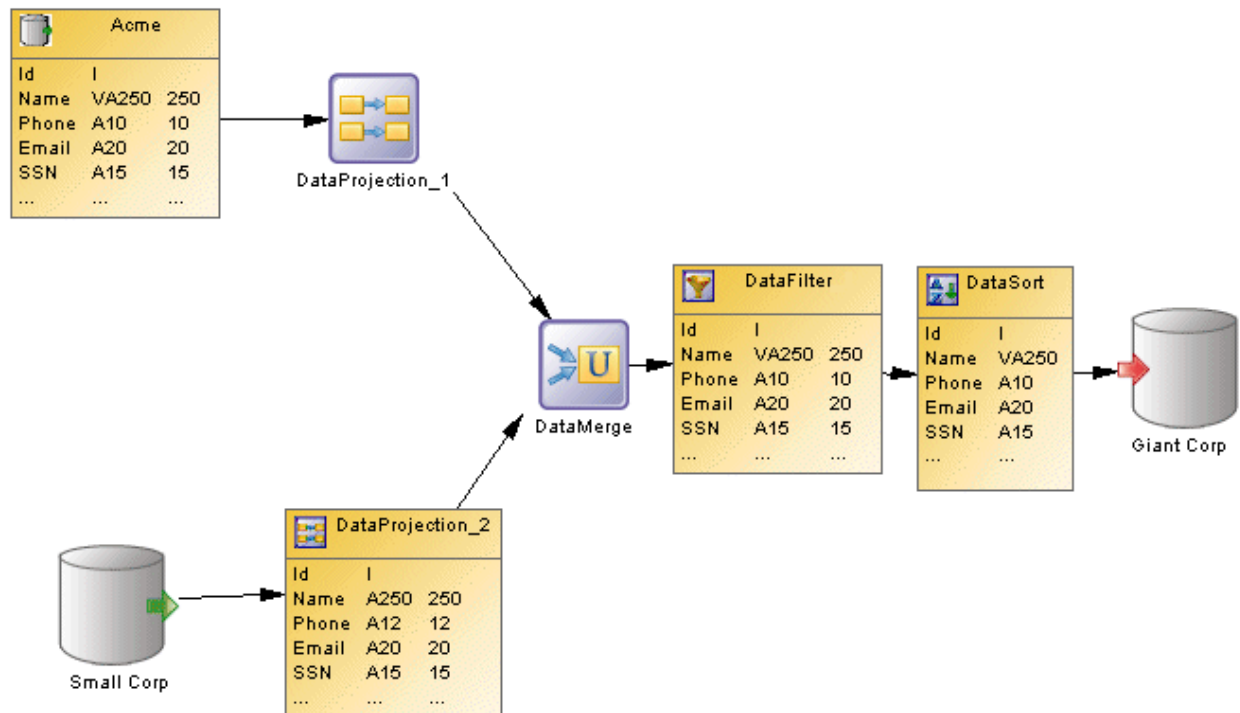 Acme
Id I
Name VA250 250
Phone A10 10
Email A20 20
SSN A15 15
... ... ...
DataProjection_1
DataMerge
U
DataFilter
Id I
Name VA250 250
Phone A10 10
Email A20 20
SSN A15 15
... ... ...
A
Z
DataSort
Id I
Name VA250
Phone A10
Email A20
SSN A15
... ...
Giant Corp
Small Corp
DataProjection_2
Id I
Name A250 250
Phone A12 12
Email A20 20
SSN A15 15
... ... ...